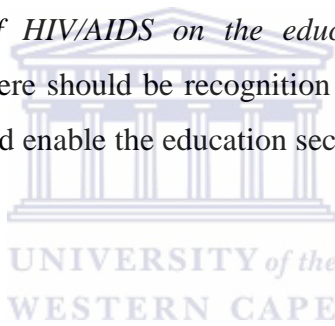 of HIV/AIDS on the educ
ere should be recognition
d enable the education sec
UNIVERSITY of the
WESTERN CAPE